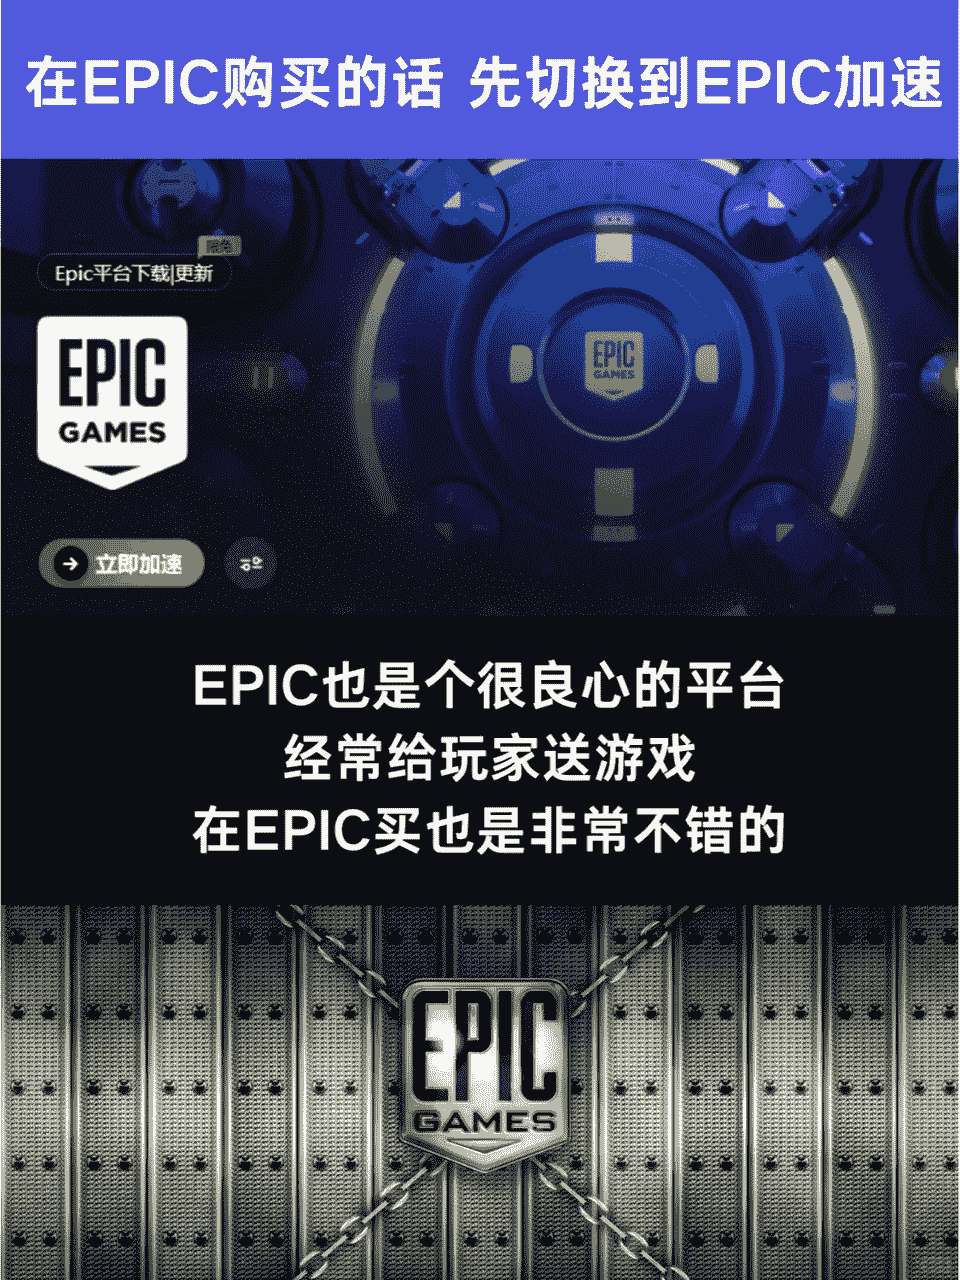 在EPIC购买的话 先切换到EPIC加速
限免
Epic平台下载|更新
EPIC
GAMES
EPIC
GAMES
立即加速
EPIC也是个很良心的平台
经常给玩家送游戏
在EPIC买也是非常不错的
EPIC
GAMES